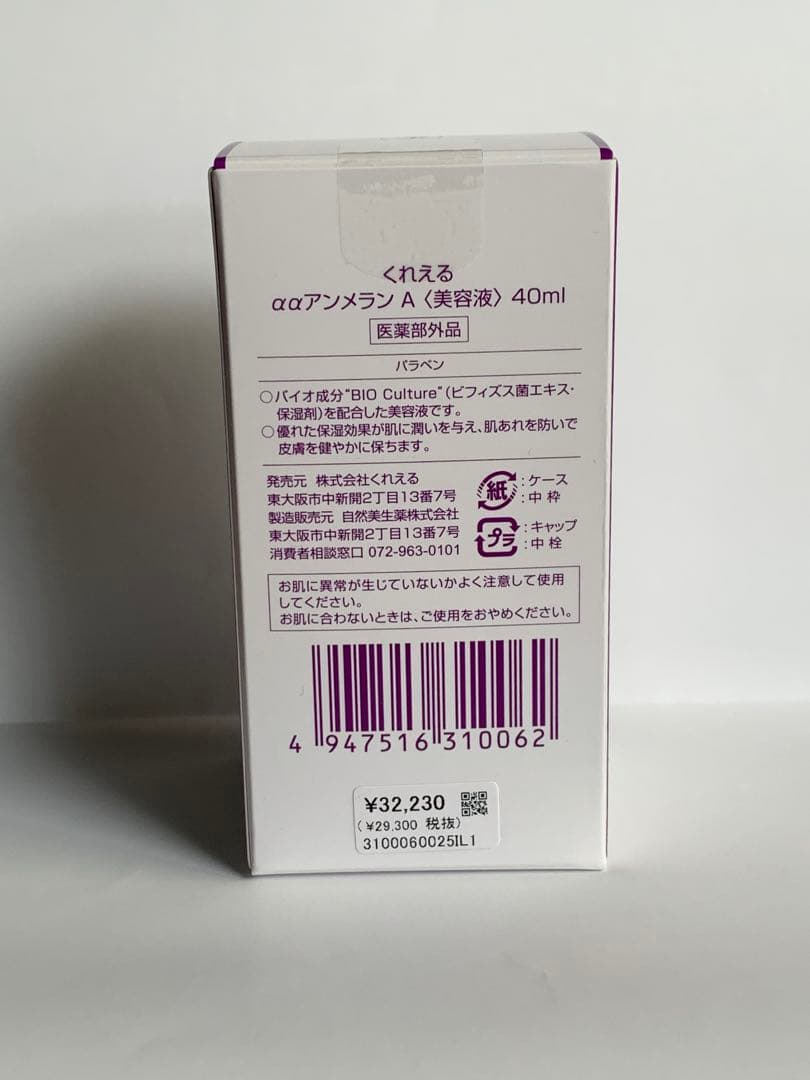 くれえる
ααアンメラン A〈美容液〉40ml
医薬部外品
パラベン
○バイオ成分“BIO Culture”(ビフィズス菌エキス・
保湿剤)を配合した美容液です。
○優れた保湿効果が肌に潤いを与え、肌あれを防いで
皮膚を健やかに保ちます。
発売元 株式会社くれえる
東大阪市中新開2丁目13番7号
製造販売元 自然美生薬株式会社
東大阪市中新開2丁目13番7号
消費者相談窓口 072-963-0101
紙:ケース
:中枠
プラ:キャップ
:中栓
お肌に異常が生じていないかよく注意して使用
してください。
お肌に合わないときは、ご使用をおやめください。
4 947516 310062
¥32,230
(¥29,300 税抜)
3100060025IL1